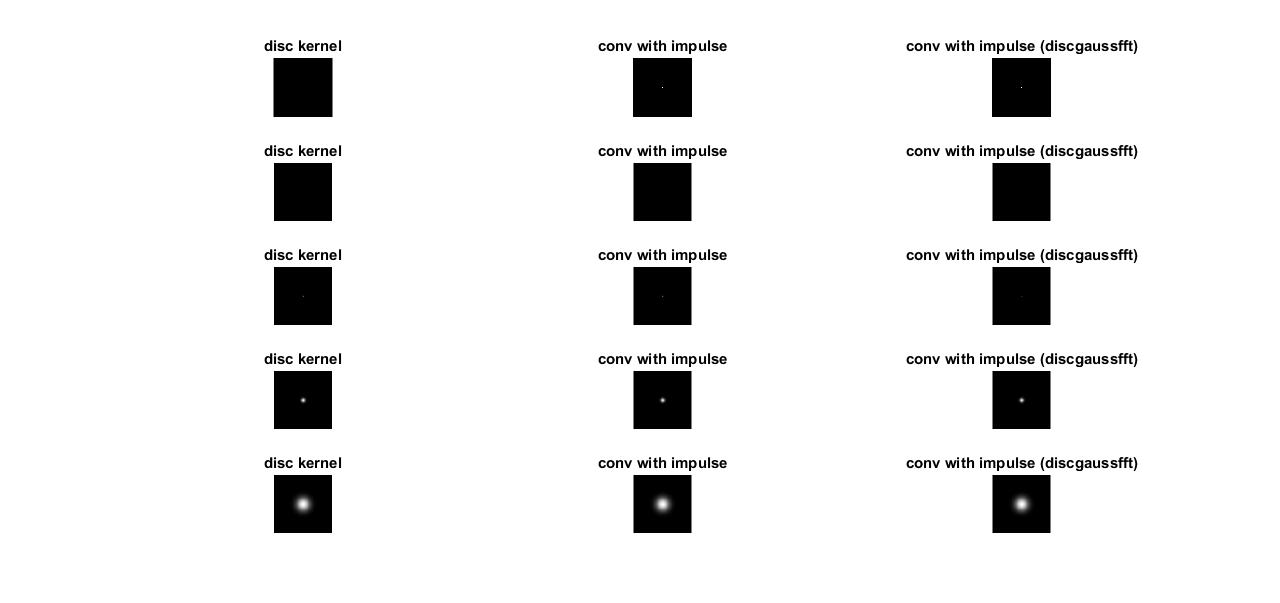 disc kernel
conv with impulse
conv with impulse (discgaussfft)
disc kernel
conv with impulse
conv with impulse (discgaussfft)
disc kernel
conv with impulse
conv with impulse (discgaussfft)
disc kernel
conv with impulse
conv with impulse (discgaussfft)
disc kernel
conv with impulse
conv with impulse (discgaussfft)